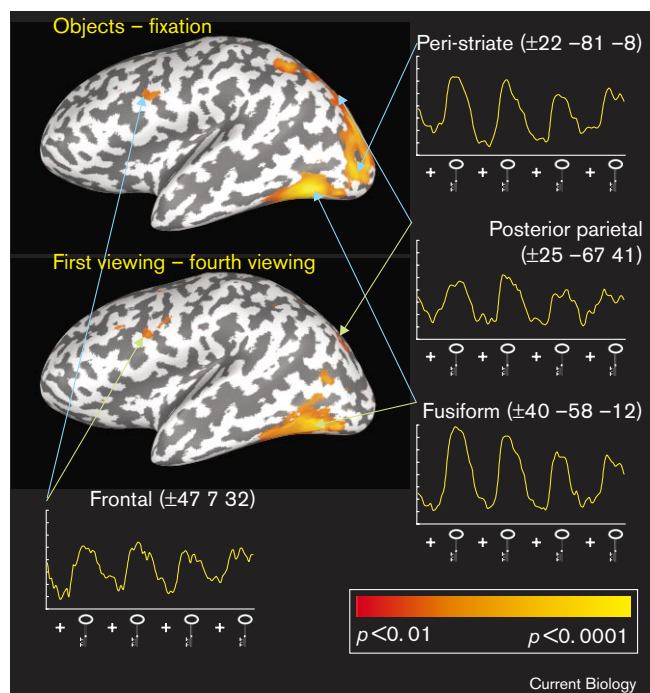 Objects – fixation
Peri-striate (±22 –81 –8)
+ + + +
Posterior parietal
(±25 –67 41)
+ + + +
First viewing – fourth viewing
Fusiform (±40 –58 –12)
+ + + +
Frontal (±47 7 32)
+ + + +
p<0.01 p<0.0001
Current Biology